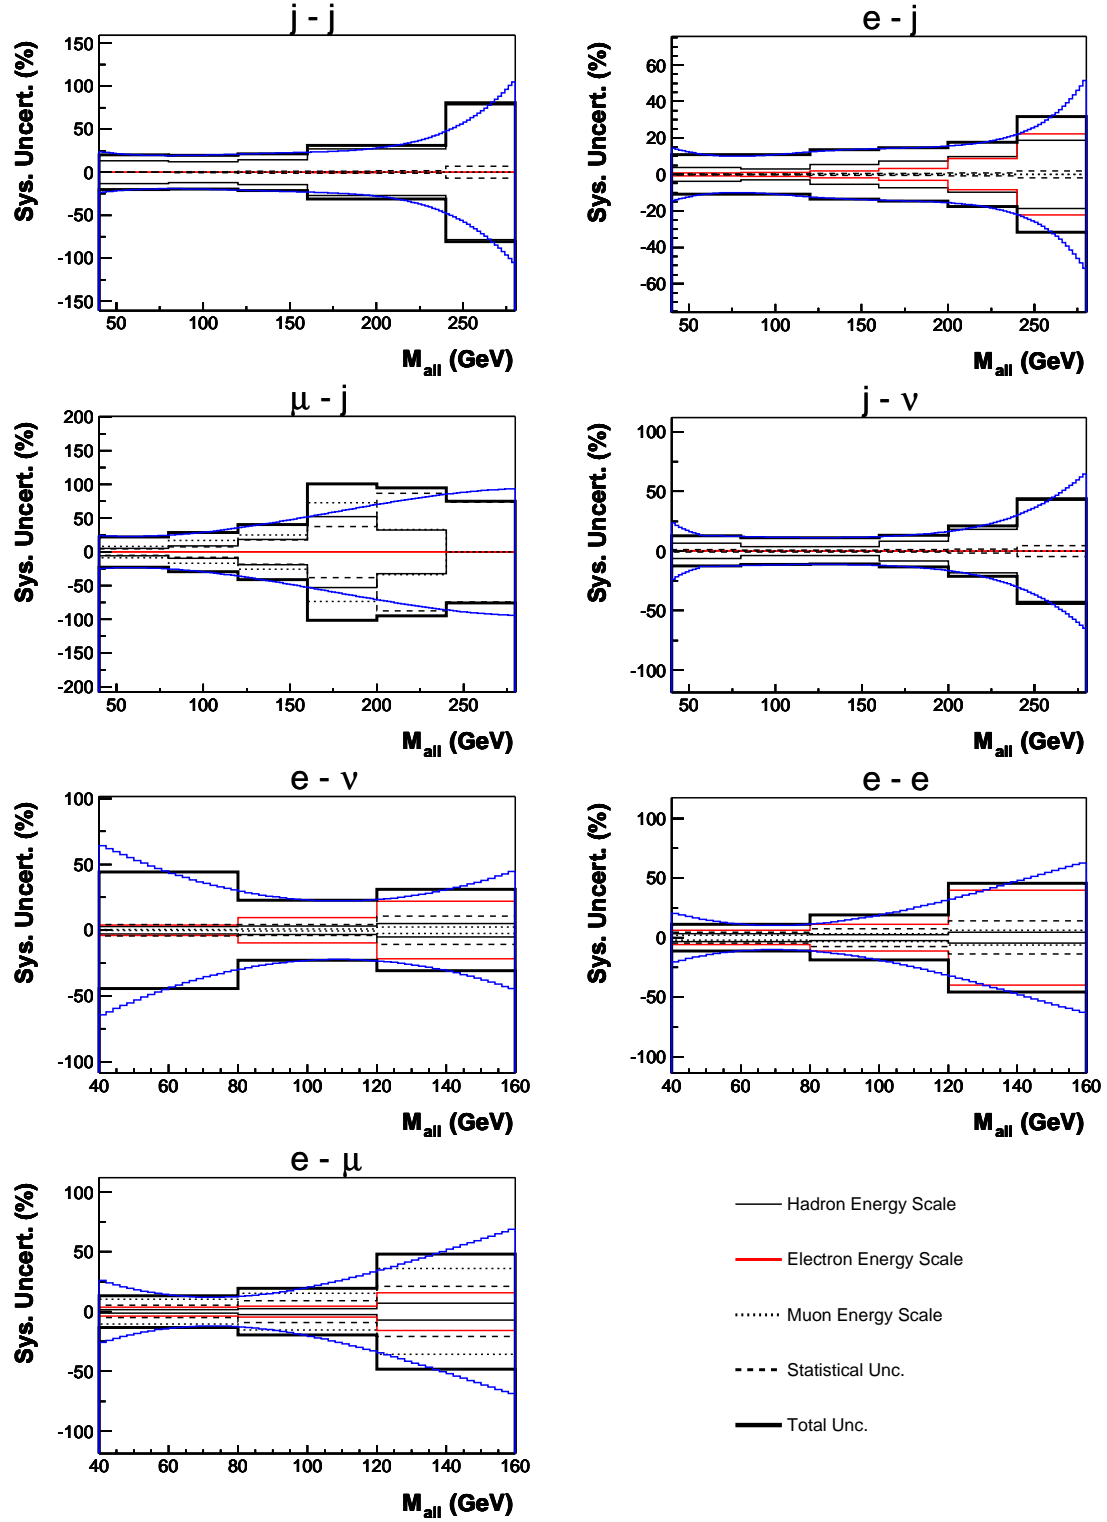 j - j
Sys. Uncert. (%)
150
100
50
0
-50
-100
-150
50 100 150 200 250
M_all (GeV)
e - j
Sys. Uncert. (%)
60
40
20
0
-20
-40
-60
50 100 150 200 250
M_all (GeV)
μ - j
Sys. Uncert. (%)
200
150
100
50
0
-50
-100
-150
-200
50 100 150 200 250
M_all (GeV)
j - ν
Sys. Uncert. (%)
100
50
0
-50
-100
50 100 150 200 250
M_all (GeV)
e - ν
Sys. Uncert. (%)
100
50
0
-50
-100
40 60 80 100 120 140 160
M_all (GeV)
e - e
Sys. Uncert. (%)
100
50
0
-50
-100
40 60 80 100 120 140 160
M_all (GeV)
e - μ
Sys. Uncert. (%)
100
50
0
-50
-100
40 60 80 100 120 140 160
M_all (GeV)
Hadron Energy Scale
Electron Energy Scale
Muon Energy Scale
Statistical Unc.
Total Unc.